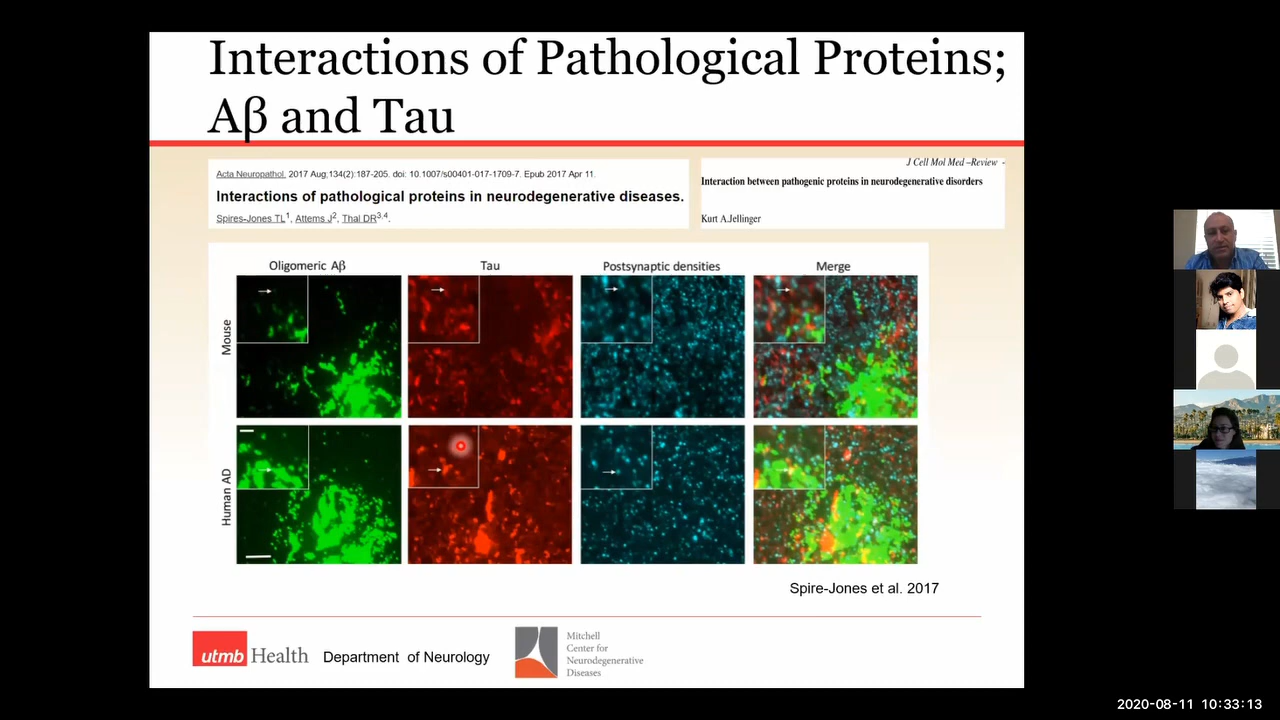 Interactions of Pathological Proteins;
Aβ and Tau
Acta Neuropathol. 2017 Aug;134(2):187-205. doi: 10.1007/s00401-017-1709-7. Epub 2017 Apr 11.
Interactions of pathological proteins in neurodegenerative diseases.
Spires-Jones TL1, Attems J2, Thal DR3,4.
J Cell Mol Med –Review -
Interaction between pathogenic proteins in neurodegenerative disorders
Kurt A.Jellinger
Oligomeric Aβ Tau Postsynaptic densities Merge
Mouse
Human AD
Spire-Jones et al. 2017
utmb Health
Department of Neurology
Mitchell
Center for
Neurodegenerative
Diseases
2020-08-11 10:33:13